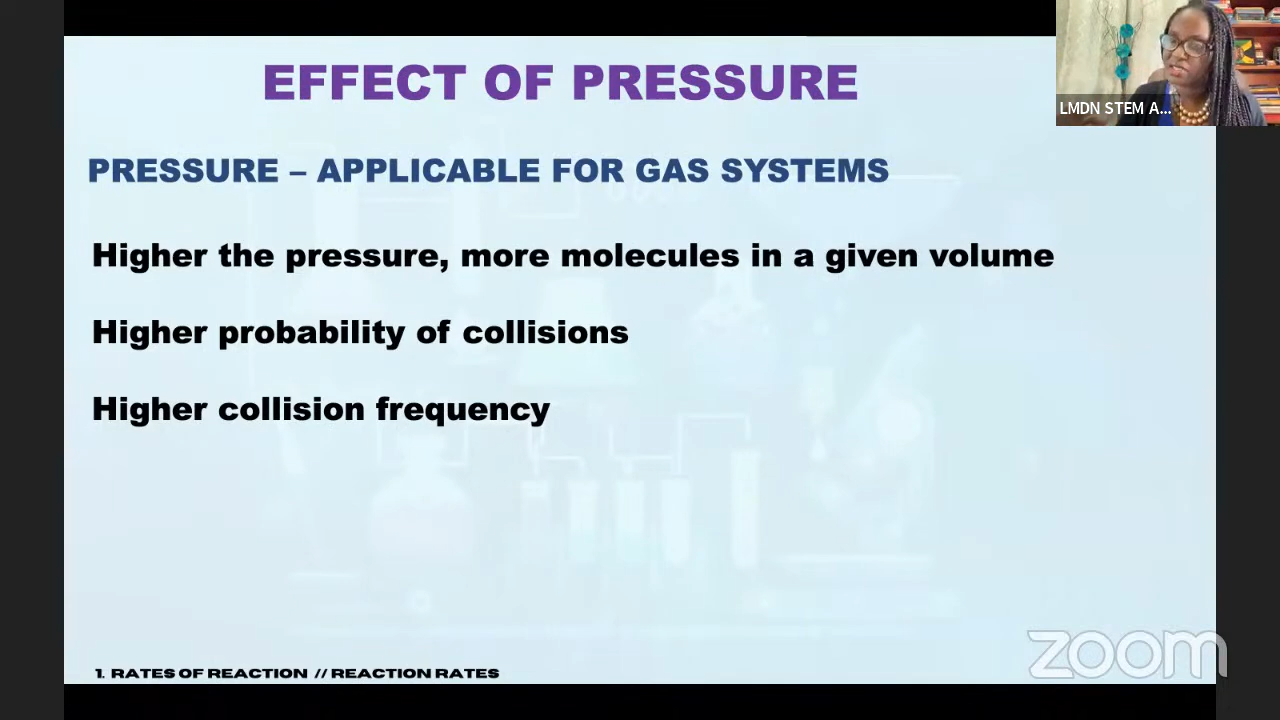 EFFECT OF PRESSURE
LMDN STEM A...
PRESSURE – APPLICABLE FOR GAS SYSTEMS
Higher the pressure, more molecules in a given volume
Higher probability of collisions
Higher collision frequency
zoom
1. RATES OF REACTION // REACTION RATES